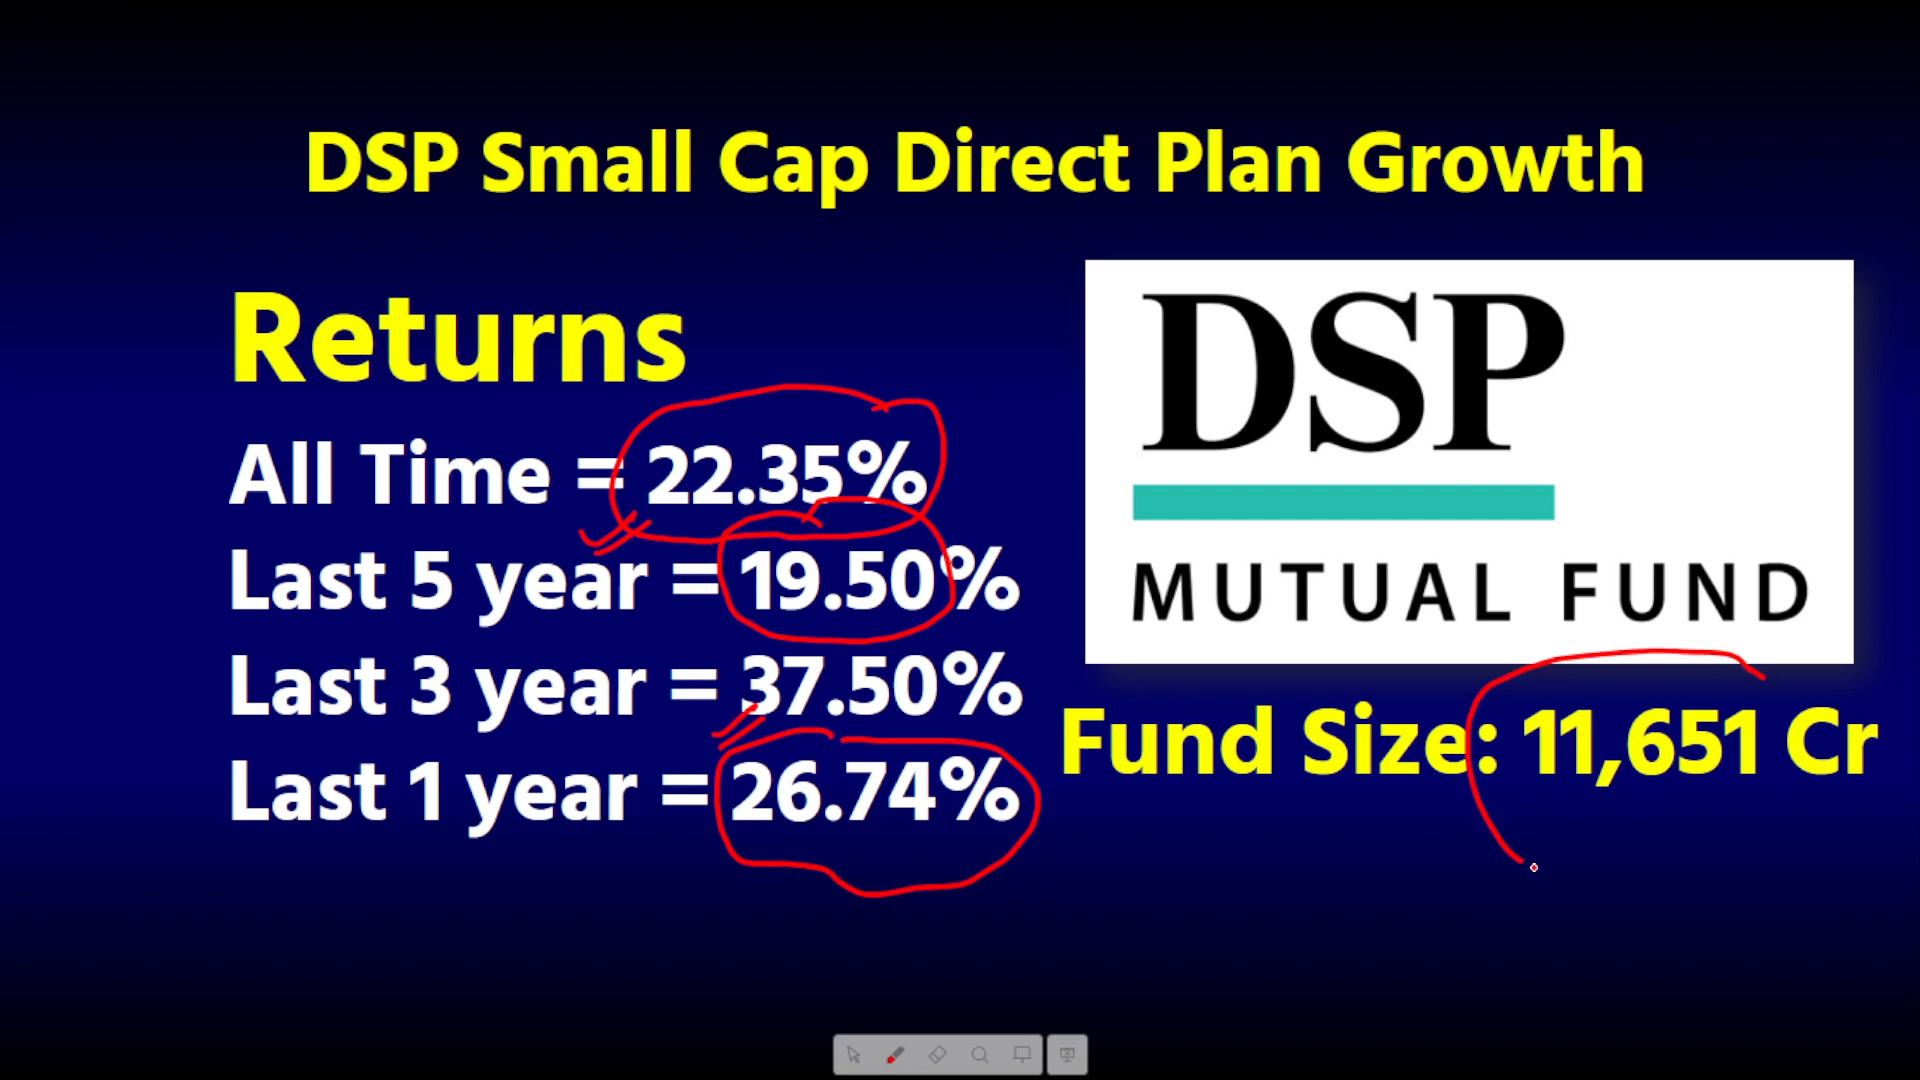 DSP Small Cap Direct Plan Growth
Returns
All Time = 22.35%
Last 5 year = 19.50%
Last 3 year = 37.50%
Last 1 year = 26.74%
DSP
MUTUAL FUND
Fund Size: 11,651 Cr